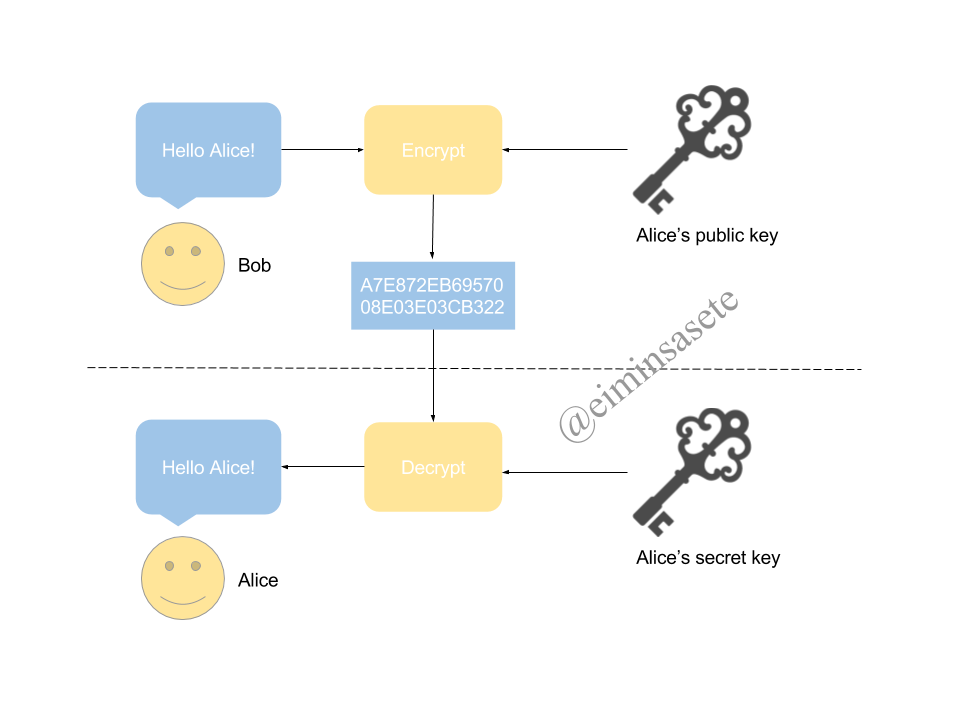 Hello Alice!
Encrypt
Alice's public key
Bob
A7E872EB69570
08E03E03CB322
@eiminsasete
Hello Alice!
Decrypt
Alice's secret key
Alice